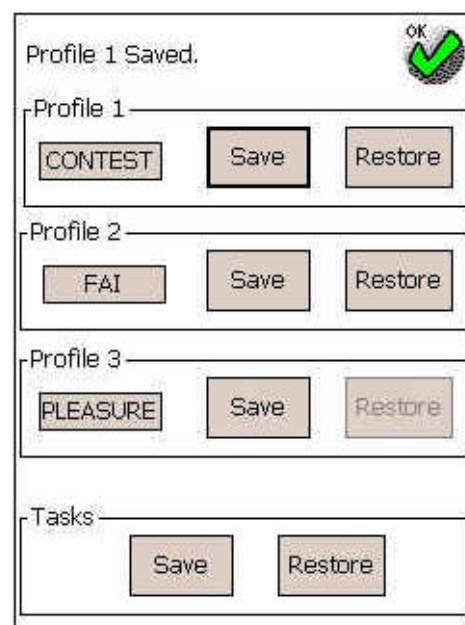 OK
Profile 1 Saved.
Profile 1
CONTEST Save Restore
Profile 2
FAI Save Restore
Profile 3
PLEASURE Save Restore
Tasks
Save Restore